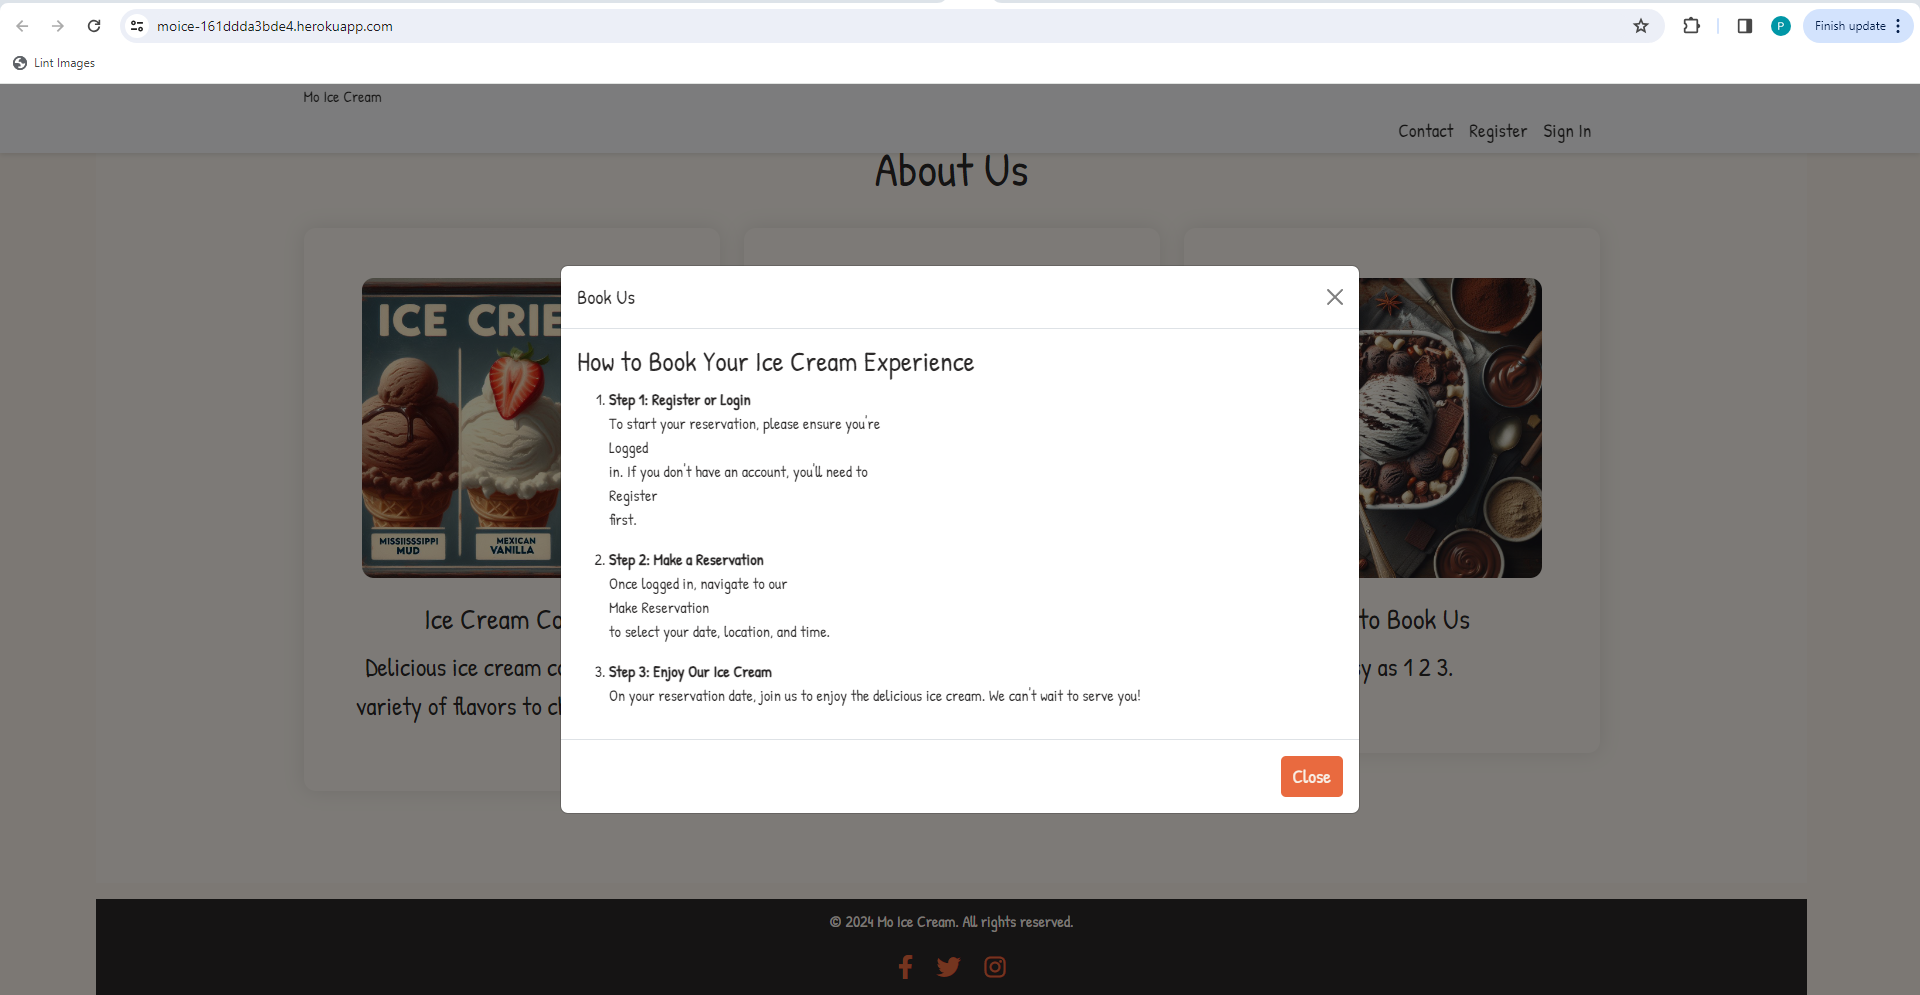 moice-161ddda3bde4.herokuapp.com
P
Finish update
Lint Images
Mo Ice Cream
Contact Register Sign In
About Us
ICE CRIE
MISSIISSSIPPI
MUD
MEXICAN
VANILLA
Ice Cream Co
Delicious ice cream co
variety of flavors to ch
Book Us
How to Book Your Ice Cream Experience
1. Step 1: Register or Login
To start your reservation, please ensure you're
Logged
in. If you don't have an account, you'll need to
Register
first.
2. Step 2: Make a Reservation
Once logged in, navigate to our
Make Reservation
to select your date, location, and time.
3. Step 3: Enjoy Our Ice Cream
On your reservation date, join us to enjoy the delicious ice cream. We can't wait to serve you!
Close
to Book Us
y as 1 2 3.
© 2024 Mo Ice Cream. All rights reserved.